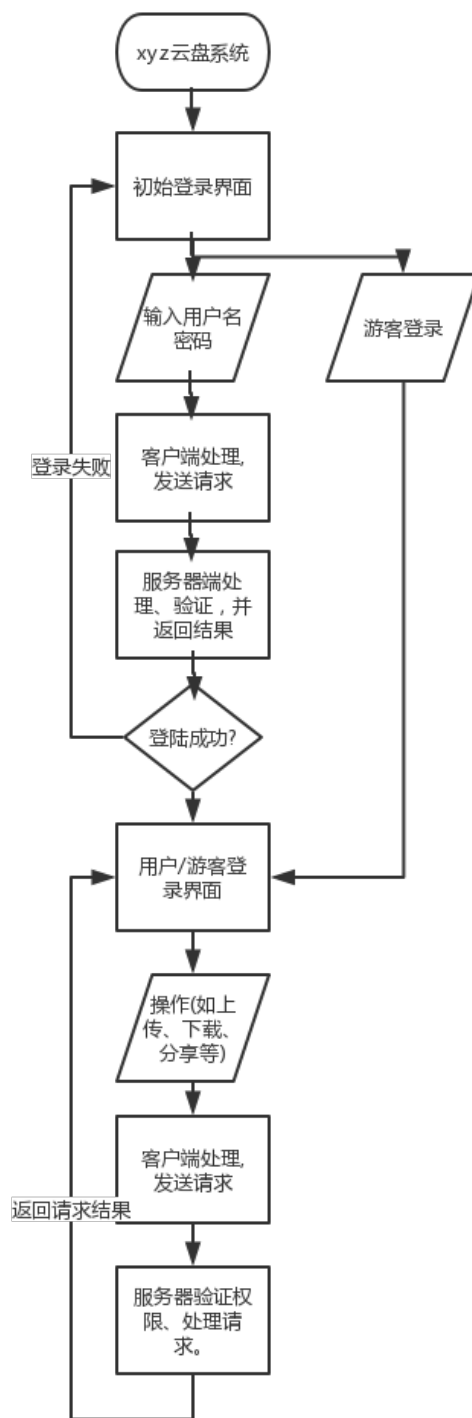 xyz云盘系统
初始登录界面
输入用户名
密码
游客登录
客户端处理,
发送请求
登录失败
服务器端处
理、验证，并
返回结果
登陆成功?
用户/游客登
录界面
操作(如上
传、下载、
分享等)
客户端处理,
发送请求
返回请求结果
服务器验证权
限、处理请
求。